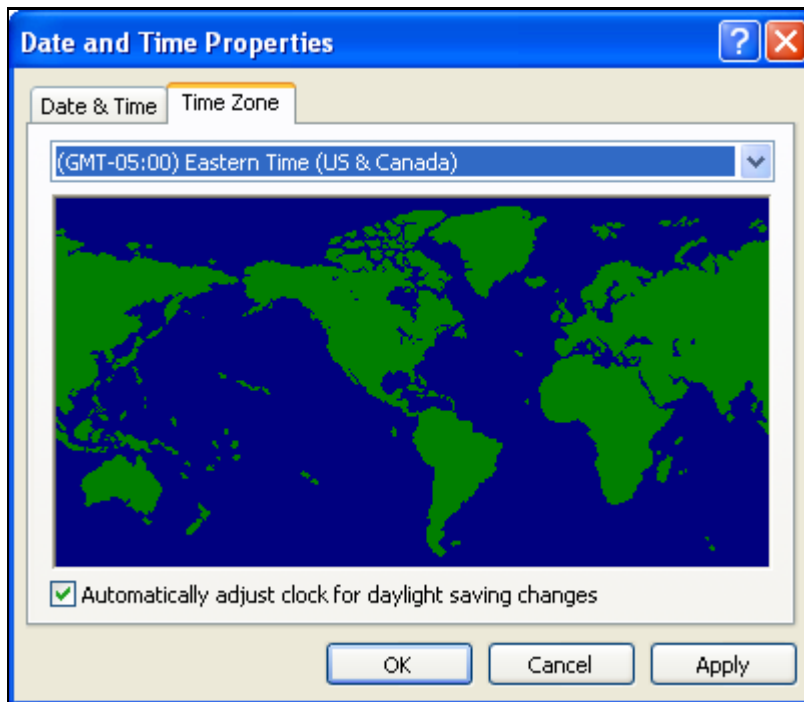 Date and Time Properties
Date & Time
Time Zone
(GMT-05:00) Eastern Time (US & Canada)
Automatically adjust clock for daylight saving changes
OK
Cancel
Apply